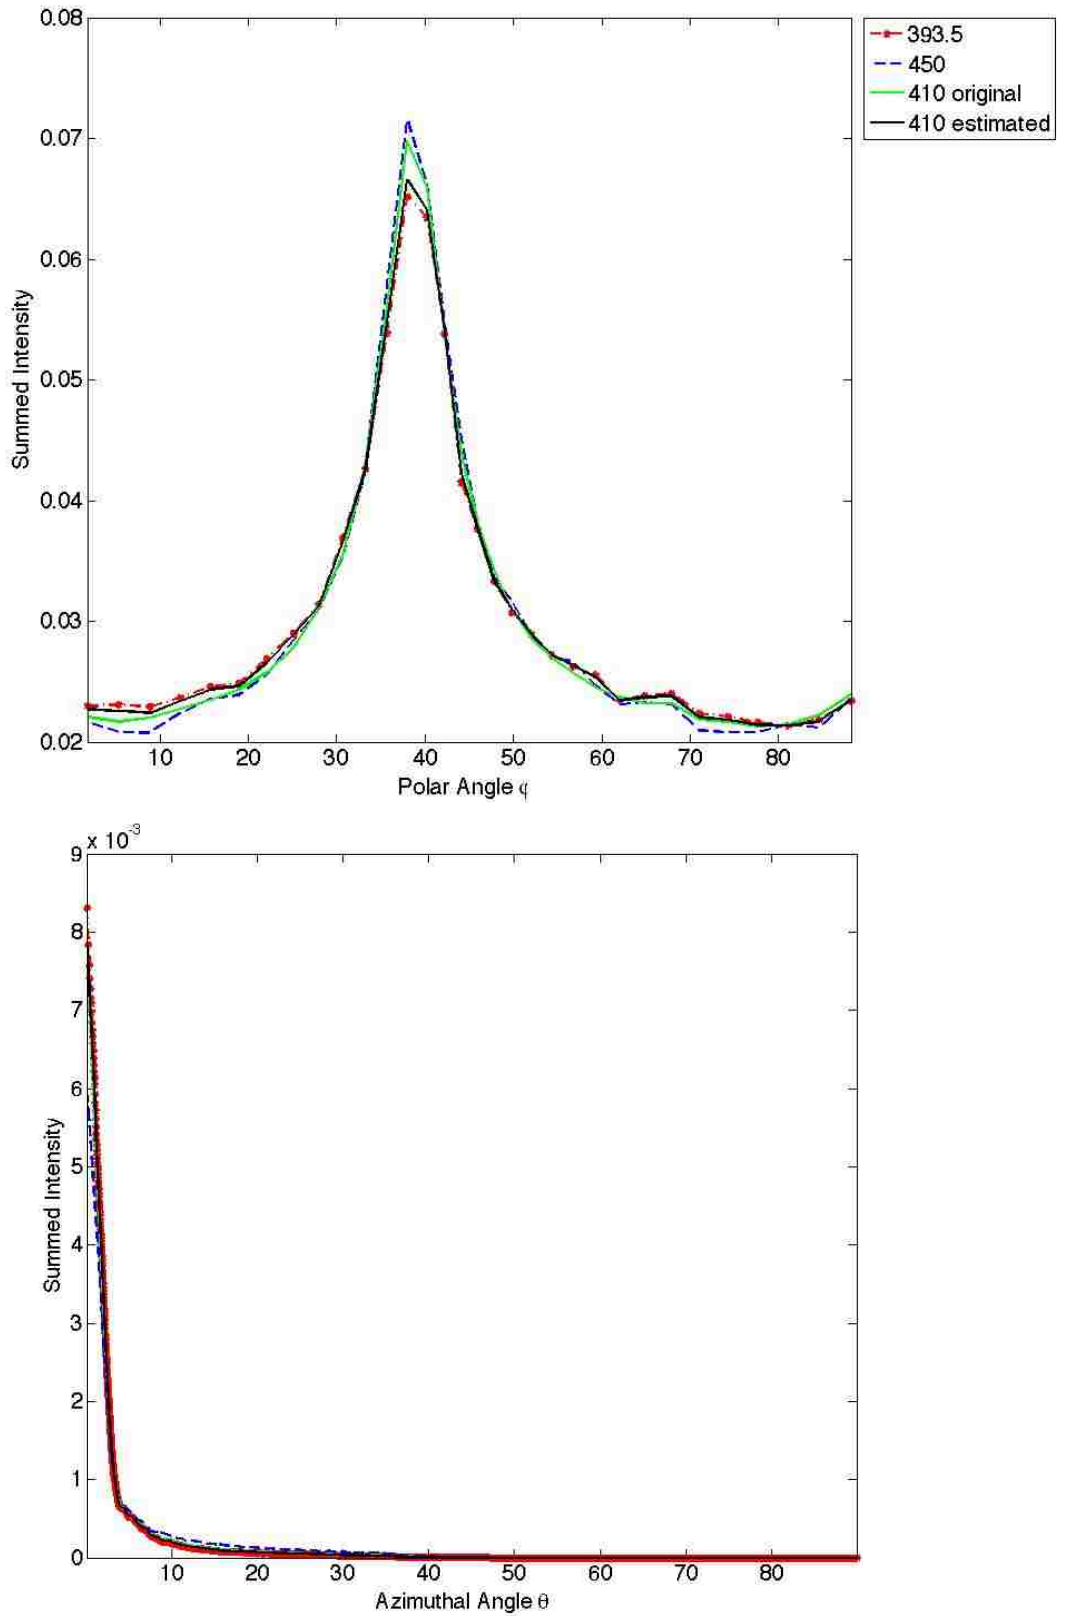 0.08
0.07
0.06
0.05
0.04
0.03
0.02
Summed Intensity
10 20 30 40 50 60 70 80
Polar Angle φ
393.5
450
410 original
410 estimated
x 10-3
9
8
7
6
5
4
3
2
1
0
Summed Intensity
10 20 30 40 50 60 70 80
Azimuthal Angle θ